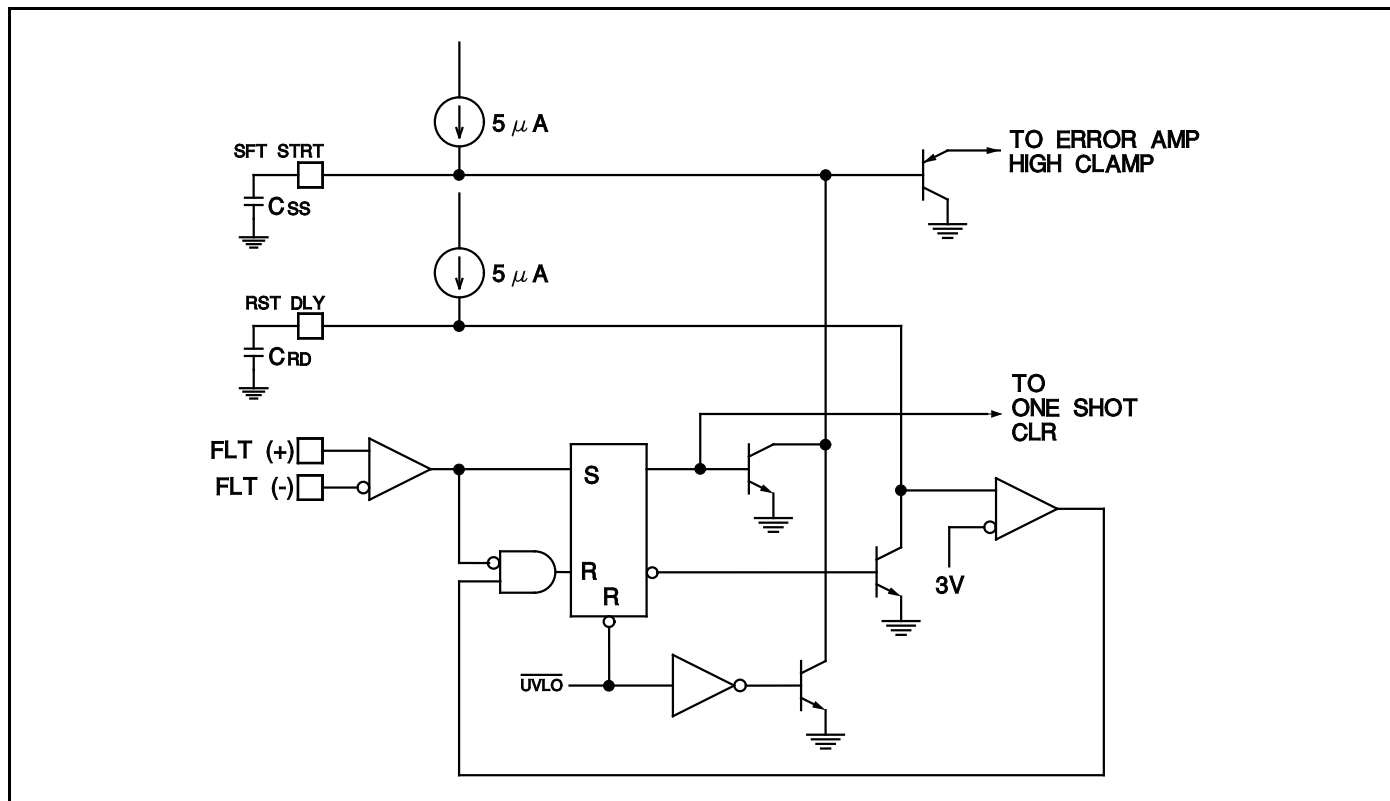 5 μA
SFT STRT
CSS
TO ERROR AMP
HIGH CLAMP
5 μA
RST DLY
CRD
TO
ONE SHOT
CLR
FLT (+)
FLT (-)
S
R
R
3V
UVLO